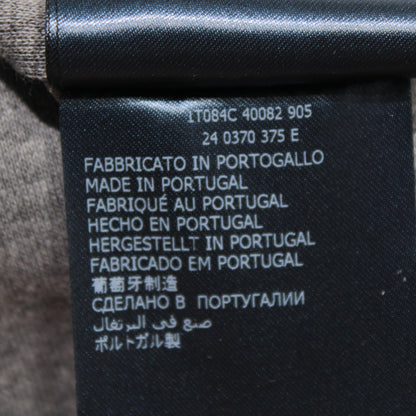 1T084C 40082 905
24 0370 375 E
FABBRICATO IN PORTOGALLO
MADE IN PORTUGAL
FABRIQUÉ AU PORTUGAL
HECHO EN PORTUGAL
HERGESTELLT IN PORTUGAL
FABRICADO EM PORTUGAL
葡萄牙制造
СДЕЛАНО В ПОРТУГАЛИИ
صنع في البرتغال
ポルトガル製